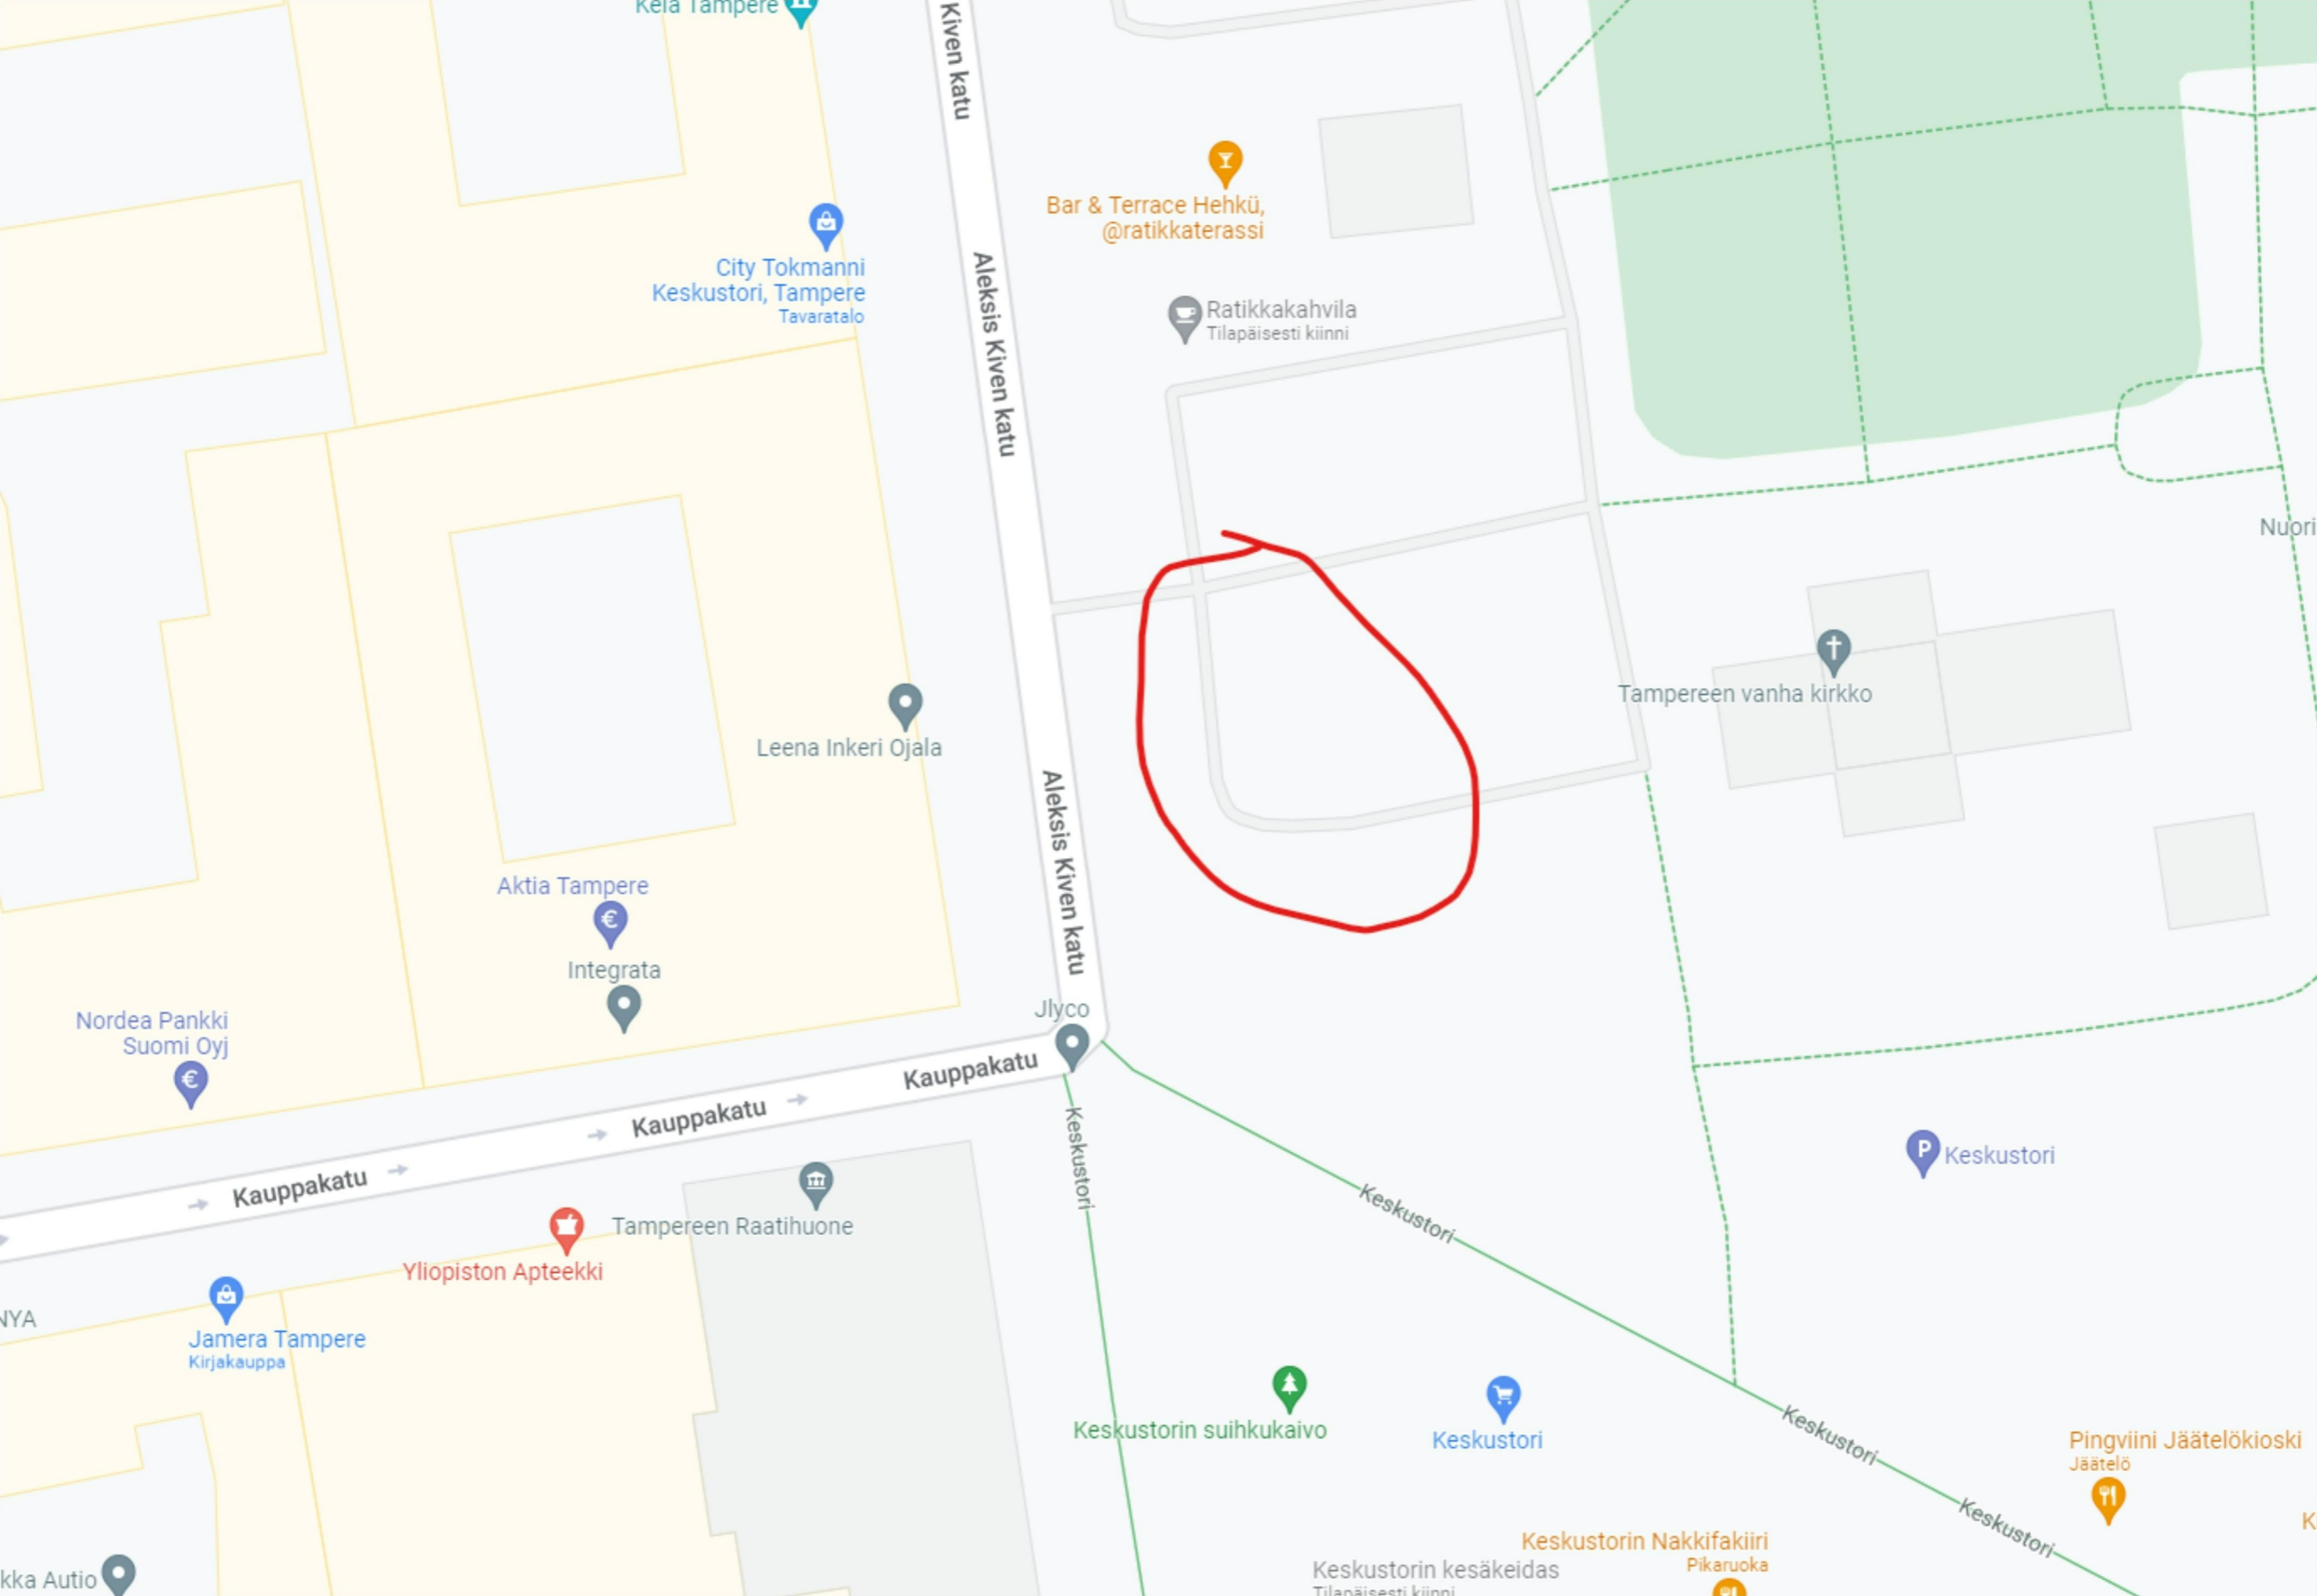 Kela Tampere
Kiven katu
Bar & Terrace Hehkü,
@ratikkaterassi
City Tokmanni
Keskustori, Tampere
Tavaratalo
Aleksis Kiven katu
Ratikkakahvila
Tilapäisesti kiinni
Nuori
Tampereen vanha kirkko
Leena Inkeri Ojala
Aleksis Kiven katu
Aktia Tampere
Integrata
Jlyco
Nordea Pankki
Suomi Oyj
Kauppakatu
Kauppakatu
Kauppakatu
Keskustori
Keskustori
Keskustori
P
Tampereen Raatihuone
Yliopiston Apteekki
NYA
Jamera Tampere
Kirjakauppa
Keskustorin suihkukaivo
Keskustori
Keskustori
Pingviini Jäätelökioski
Jäätelö
Keskustori
K
Keskustorin Nakkifakiiri
Pikaruoka
Keskustorin kesäkeidas
Tilapäisesti kiinni
kka Autio